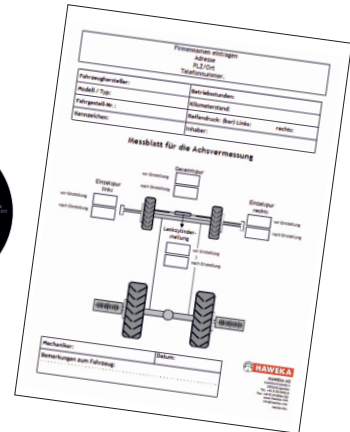 Firmennamen eintragen
Adresse
PLZ/Ort
Telefonnummer:
Fahrzeughersteller:
Betriebsstunden:
Modell / Typ:
Kilometerstand:
Fahrgestell-Nr.:
Reifendruck: (bar) Links: rechts:
Kennzeichen:
Inhaber:
Messblatt für die Achsvermessung
Gesamtspur
vor Einstellung
nach Einstellung
Einzelspur
links
vor Einstellung
nach Einstellung
Einzelspur
rechts
vor Einstellung
nach Einstellung
Lenkzylinder-
stellung
vor Einstellung
nach Einstellung
Mechaniker:
Datum:
Bemerkungen zum Fahrzeug:
HAWEKA